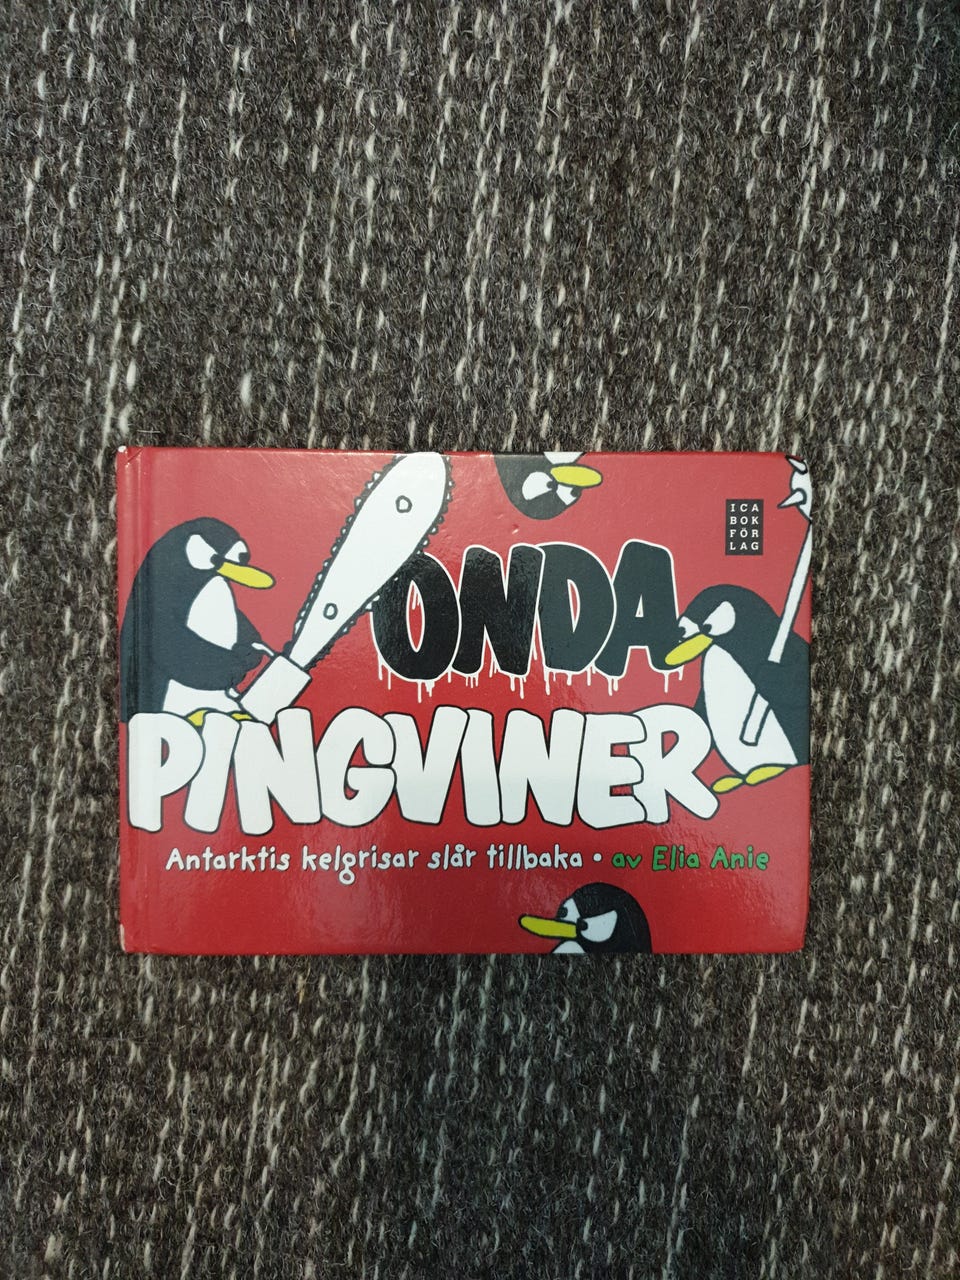 ICA
BOK
FÖR
LAG
ONDA
PINGVINER
Antarktis kelgrisar slår tillbaka • av Elia Anie